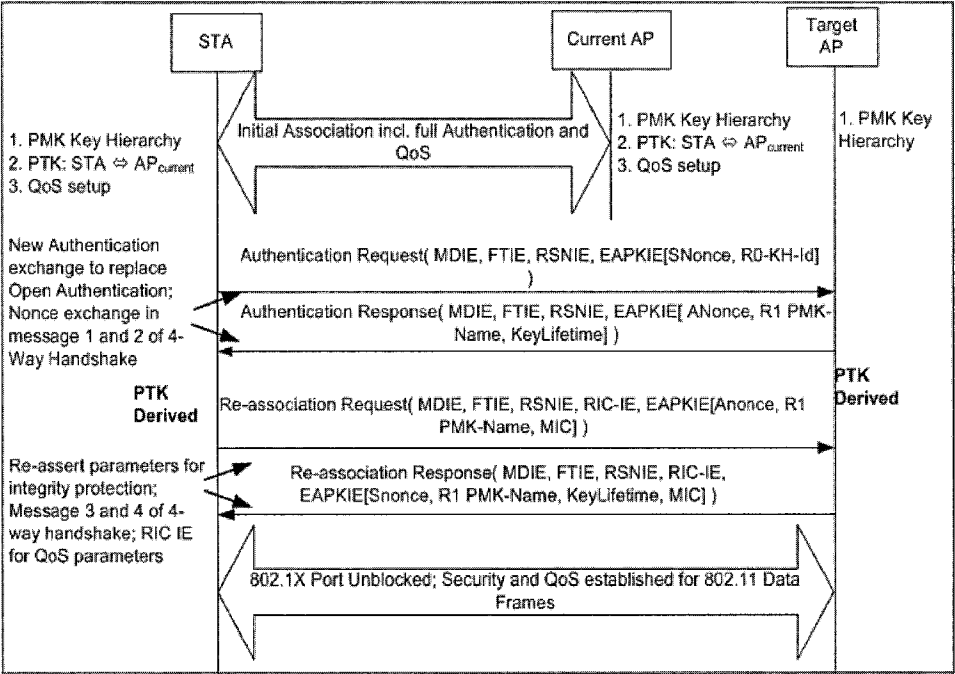 STA
Current AP
Target
AP
Initial Association incl. full Authentication and
QoS
1. PMK Key Hierarchy
2. PTK: STA ⇔ APcurrent
3. QoS setup
1. PMK Key Hierarchy
2. PTK: STA ⇔ APcurrent
3. QoS setup
1. PMK Key
Hierarchy
New Authentication
exchange to replace
Open Authentication;
Nonce exchange in
message 1 and 2 of 4-
Way Handshake
Authentication Request( MDIE, FTIE, RSNIE, EAPKIE[SNonce, R0-KH-Id]
)
Authentication Response( MDIE, FTIE, RSNIE, EAPKIE[ ANonce, R1 PMK-
Name, KeyLifetime] )
PTK
Derived
PTK
Derived
Re-association Request( MDIE, FTIE, RSNIE, RIC-IE, EAPKIE[Anonce, R1
PMK-Name, MIC] )
Re-assert parameters for
integrity protection;
Message 3 and 4 of 4-
way handshake; RIC IE
for QoS parameters
Re-association Response( MDIE, FTIE, RSNIE, RIC-IE,
EAPKIE[Snonce, R1 PMK-Name, KeyLifetime, MIC] )
802.1X Port Unblocked; Security and QoS established for 802.11 Data
Frames